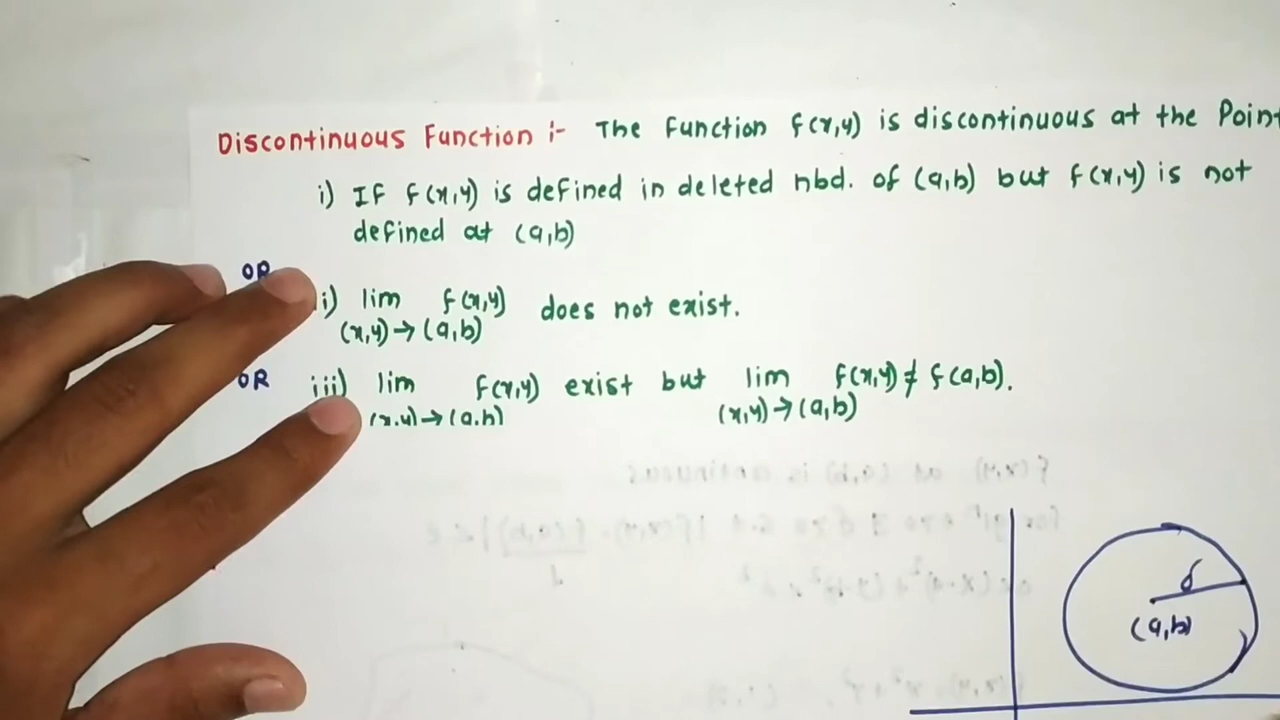 Discontinuous Function :- The Function f(x,y) is discontinuous at the Point
i) IF f(x,y) is defined in deleted nbd. of (a,b) but f(x,y) is not
defined at (a,b)
OR
i) lim f(x,y) does not exist.
(x,y)→(a,b)
OR iii) lim f(x,y) exist but lim f(x,y) ≠ f(a,b).
(x,y)→(a,b) (x,y)→(a,b)
δ
(a,b)